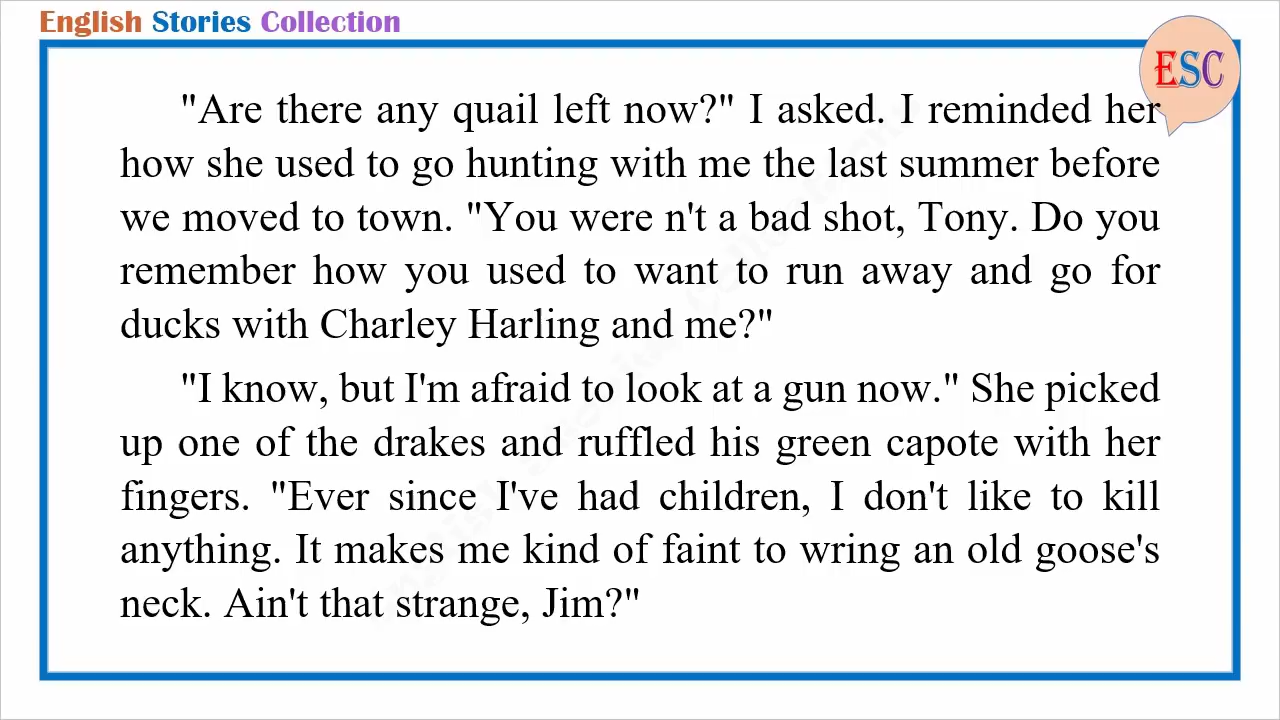 English Stories Collection
ESC
"Are there any quail left now?" I asked. I reminded her
how she used to go hunting with me the last summer before
we moved to town. "You were n't a bad shot, Tony. Do you
remember how you used to want to run away and go for
ducks with Charley Harling and me?"
"I know, but I'm afraid to look at a gun now." She picked
up one of the drakes and ruffled his green capote with her
fingers. "Ever since I've had children, I don't like to kill
anything. It makes me kind of faint to wring an old goose's
neck. Ain't that strange, Jim?"